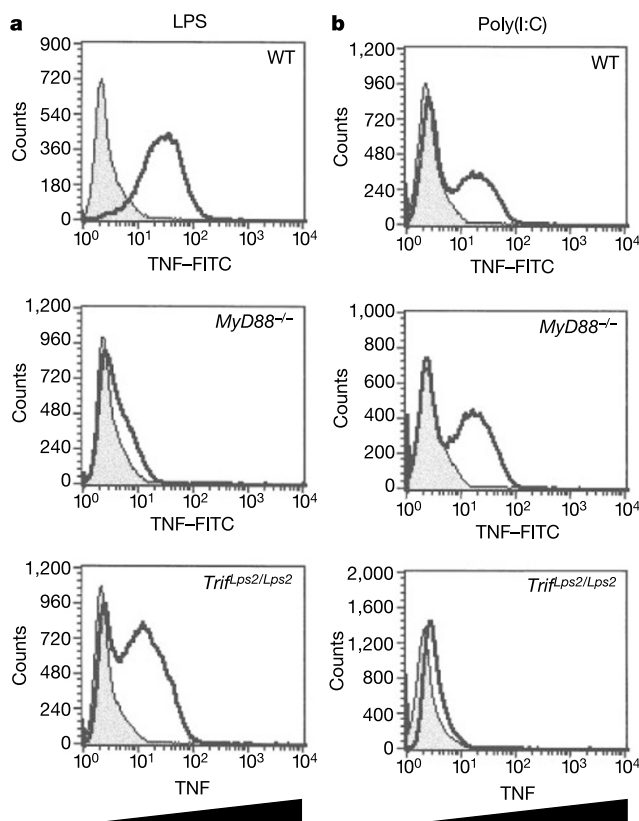 a LPS
900
720
540
360
180
0
Counts
WT
10⁰ 10¹ 10² 10³ 10⁴
TNF–FITC
1,200
960
720
480
240
0
Counts
MyD88⁻/⁻
10⁰ 10¹ 10² 10³ 10⁴
TNF–FITC
1,200
960
720
480
240
0
Counts
Trifᴸᵖˢ²/ᴸᵖˢ²
10⁰ 10¹ 10² 10³ 10⁴
TNF
b Poly(I:C)
1,200
960
720
480
240
0
Counts
WT
10⁰ 10¹ 10² 10³ 10⁴
TNF–FITC
1,000
800
600
400
200
0
Counts
MyD88⁻/⁻
10⁰ 10¹ 10² 10³ 10⁴
TNF–FITC
2,000
1,600
1,200
800
400
0
Counts
Trifᴸᵖˢ²/ᴸᵖˢ²
10⁰ 10¹ 10² 10³ 10⁴
TNF